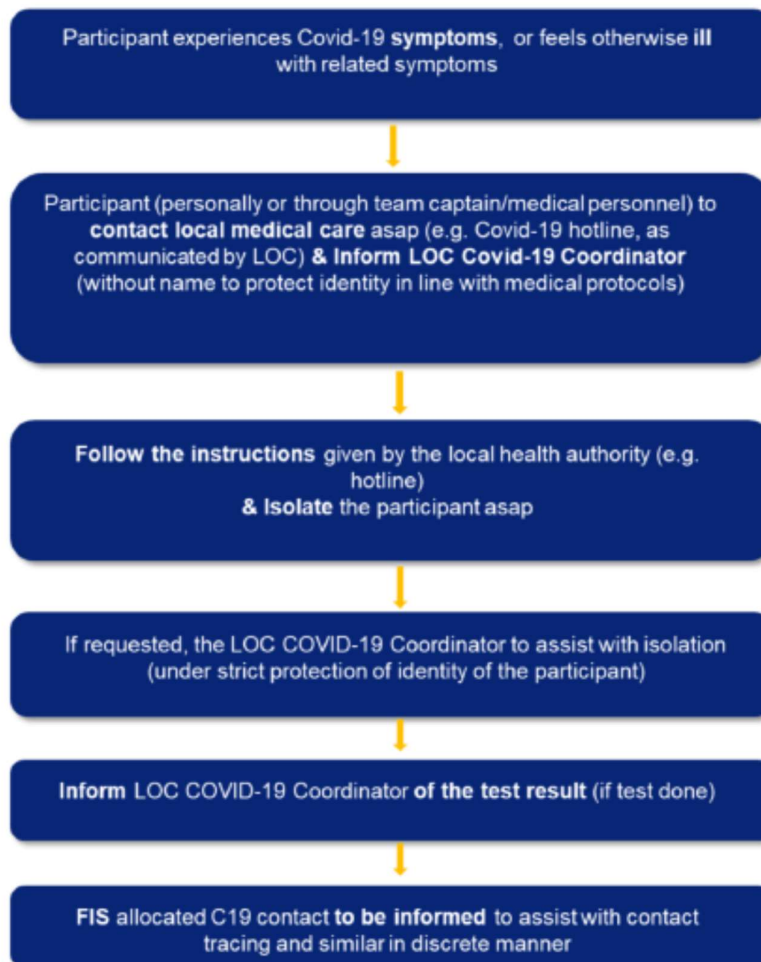 Participant experiences Covid-19 symptoms, or feels otherwise ill
with related symptoms
Participant (personally or through team captain/medical personnel) to
contact local medical care asap (e.g. Covid-19 hotline, as
communicated by LOC) & Inform LOC Covid-19 Coordinator
(without name to protect identity in line with medical protocols)
Follow the instructions given by the local health authority (e.g.
hotline)
& Isolate the participant asap
If requested, the LOC COVID-19 Coordinator to assist with isolation
(under strict protection of identity of the participant)
Inform LOC COVID-19 Coordinator of the test result (if test done)
FIS allocated C19 contact to be informed to assist with contact
tracing and similar in discrete manner